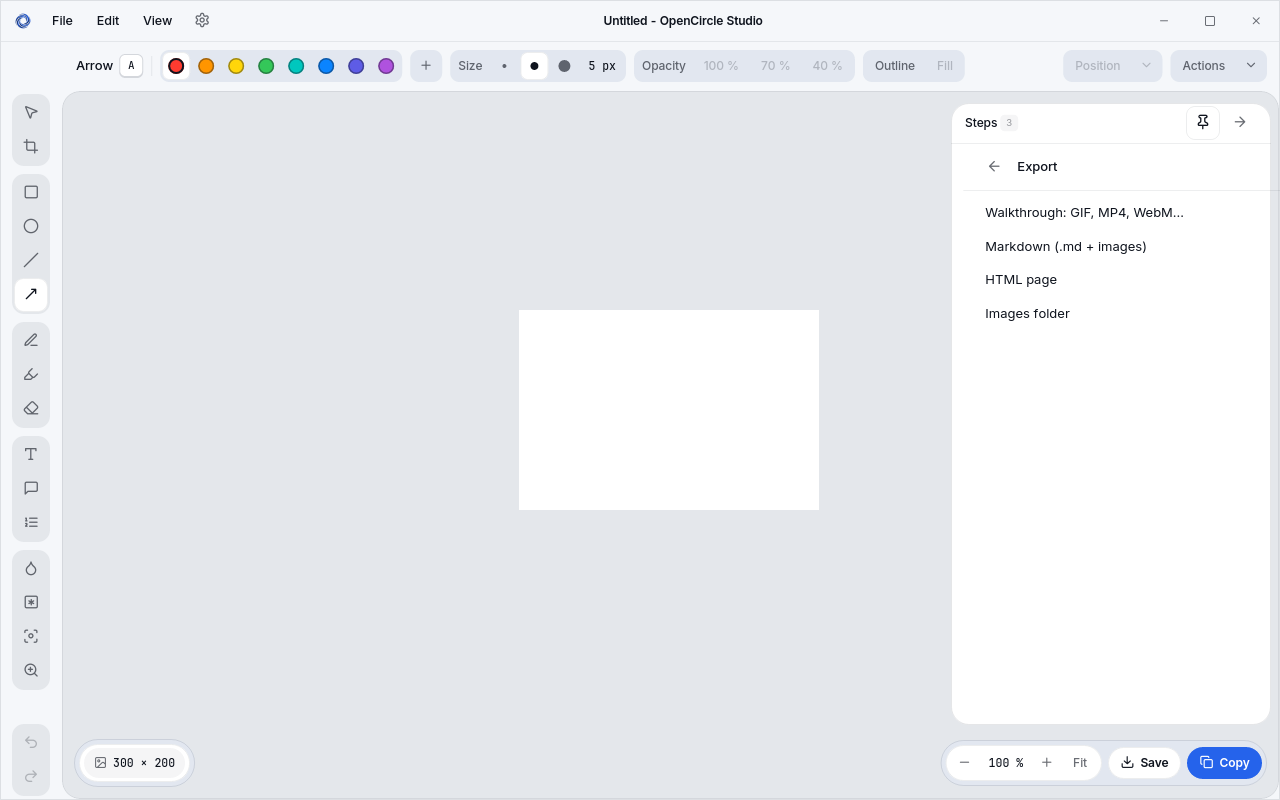 File Edit View Untitled - OpenCircle Studio
Arrow A Size 5 px Opacity 100 % 70 % 40 % Outline Fill Position Actions
Steps 3
Export
Walkthrough: GIF, MP4, WebM...
Markdown (.md + images)
HTML page
Images folder
300 × 200 100 % Fit Save Copy